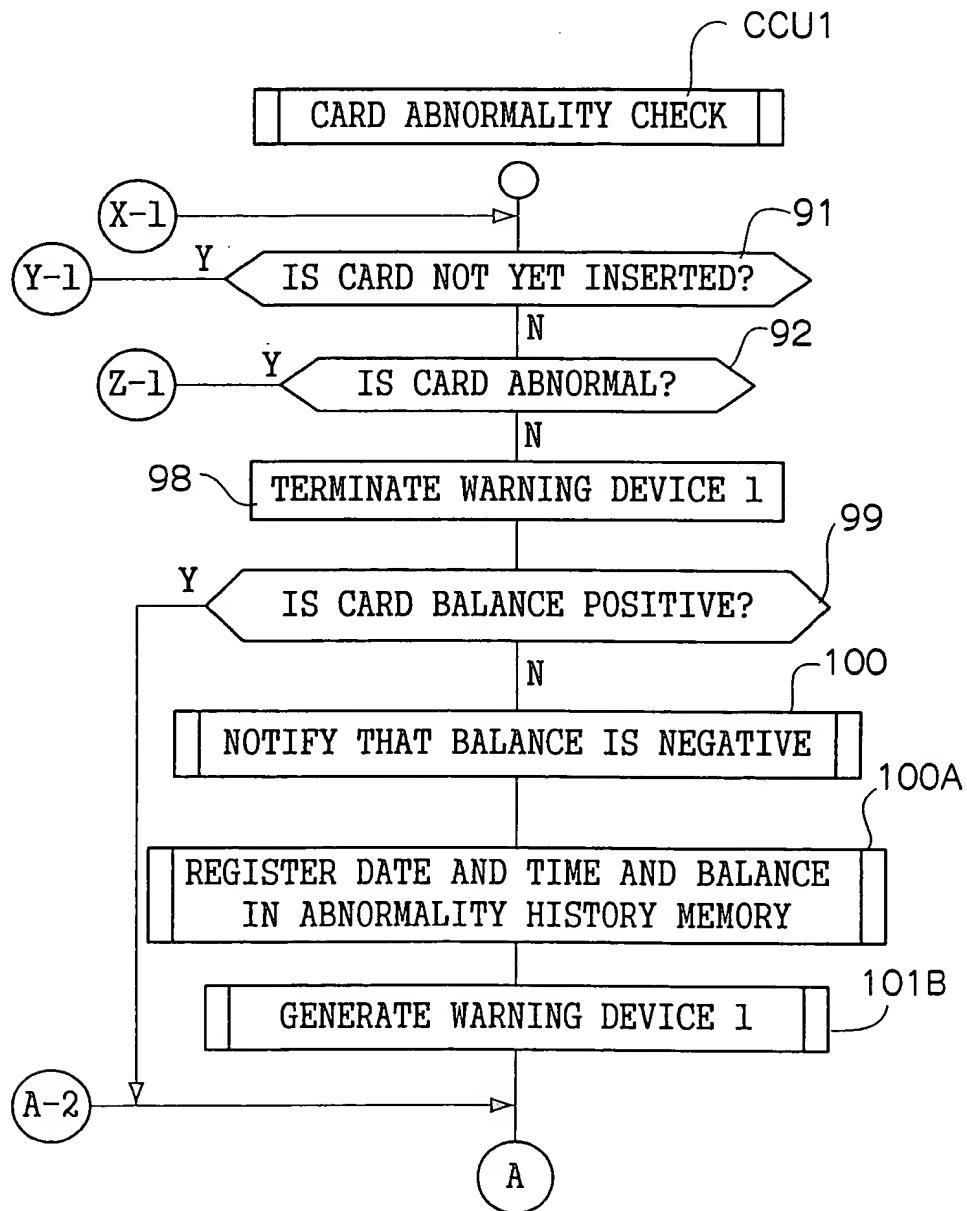 CCU1
CARD ABNORMALITY CHECK
X-1
91
Y-1
Y
IS CARD NOT YET INSERTED?
N
92
Z-1
Y
IS CARD ABNORMAL?
N
98
TERMINATE WARNING DEVICE 1
99
Y
IS CARD BALANCE POSITIVE?
N
100
NOTIFY THAT BALANCE IS NEGATIVE
100A
REGISTER DATE AND TIME AND BALANCE
IN ABNORMALITY HISTORY MEMORY
101B
GENERATE WARNING DEVICE 1
A-2
A